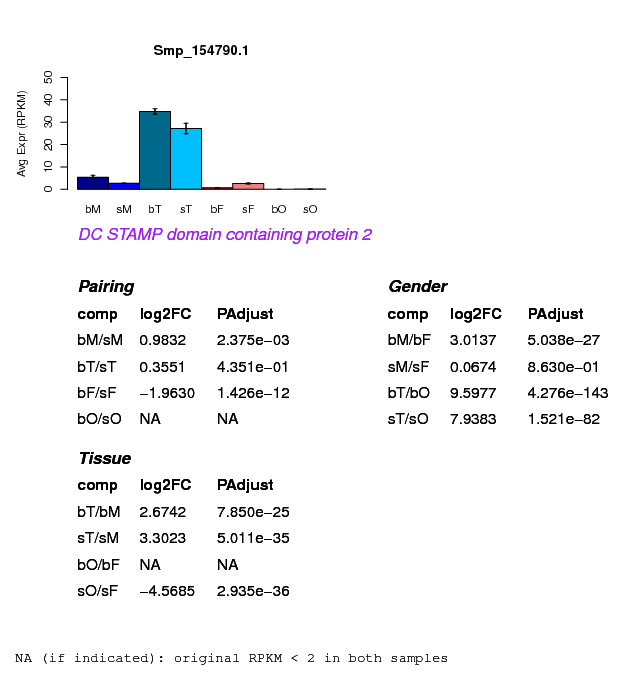 Smp_154790.1
Avg Expr (RPKM)
0 10 20 30 40 50
bM sM bT sT bF sF bO sO
DC STAMP domain containing protein 2
Pairing
comp log2FC PAdjust
bM/sM 0.9832 2.375e−03
bT/sT 0.3551 4.351e−01
bF/sF −1.9630 1.426e−12
bO/sO NA NA
Gender
comp log2FC PAdjust
bM/bF 3.0137 5.038e−27
sM/sF 0.0674 8.630e−01
bT/bO 9.5977 4.276e−143
sT/sO 7.9383 1.521e−82
Tissue
comp log2FC PAdjust
bT/bM 2.6742 7.850e−25
sT/sM 3.3023 5.011e−35
bO/bF NA NA
sO/sF −4.5685 2.935e−36
NA (if indicated): original RPKM < 2 in both samples